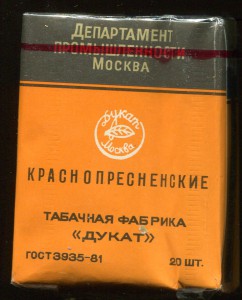 Департамент
промышленности
Москва
Дукат
Москва
КРАСНОПРЕСНЕНСКИЕ
ТАБАЧНАЯ ФАБРИКА
«ДУКАТ»
ГОСТ 3935-81 20 ШТ.